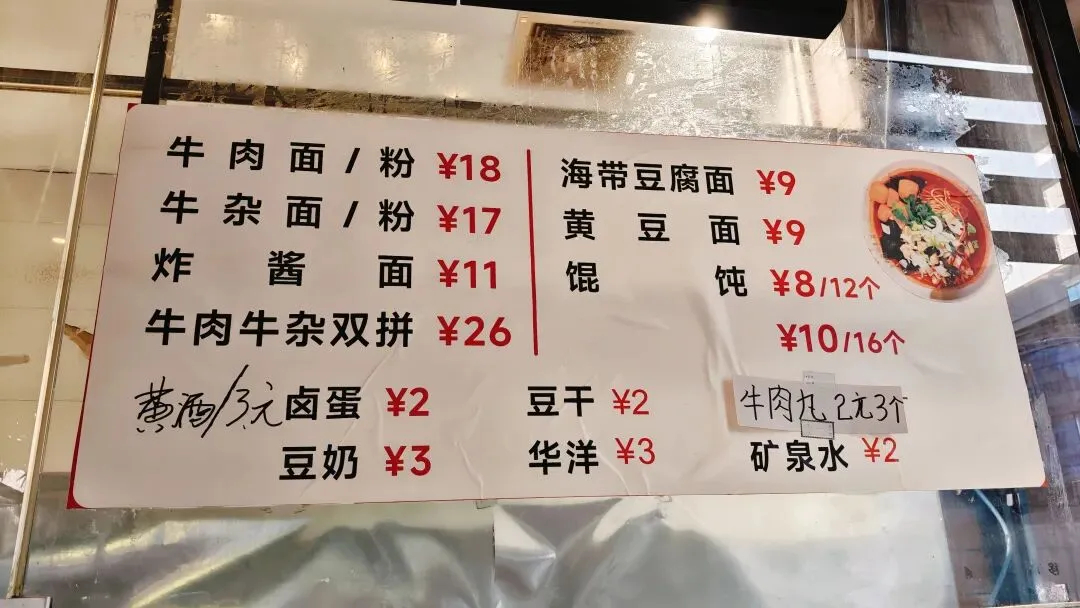 牛肉面/粉 ¥18
牛杂面/粉 ¥17
炸酱面 ¥11
牛肉牛杂双拼 ¥26
海带豆腐面 ¥9
黄豆面 ¥9
馄饨 ¥8/12个
¥10/16个
黄酒/3元 卤蛋 ¥2 豆干 ¥2 牛肉丸 2元3个
豆奶 ¥3 华洋 ¥3 矿泉水 ¥2